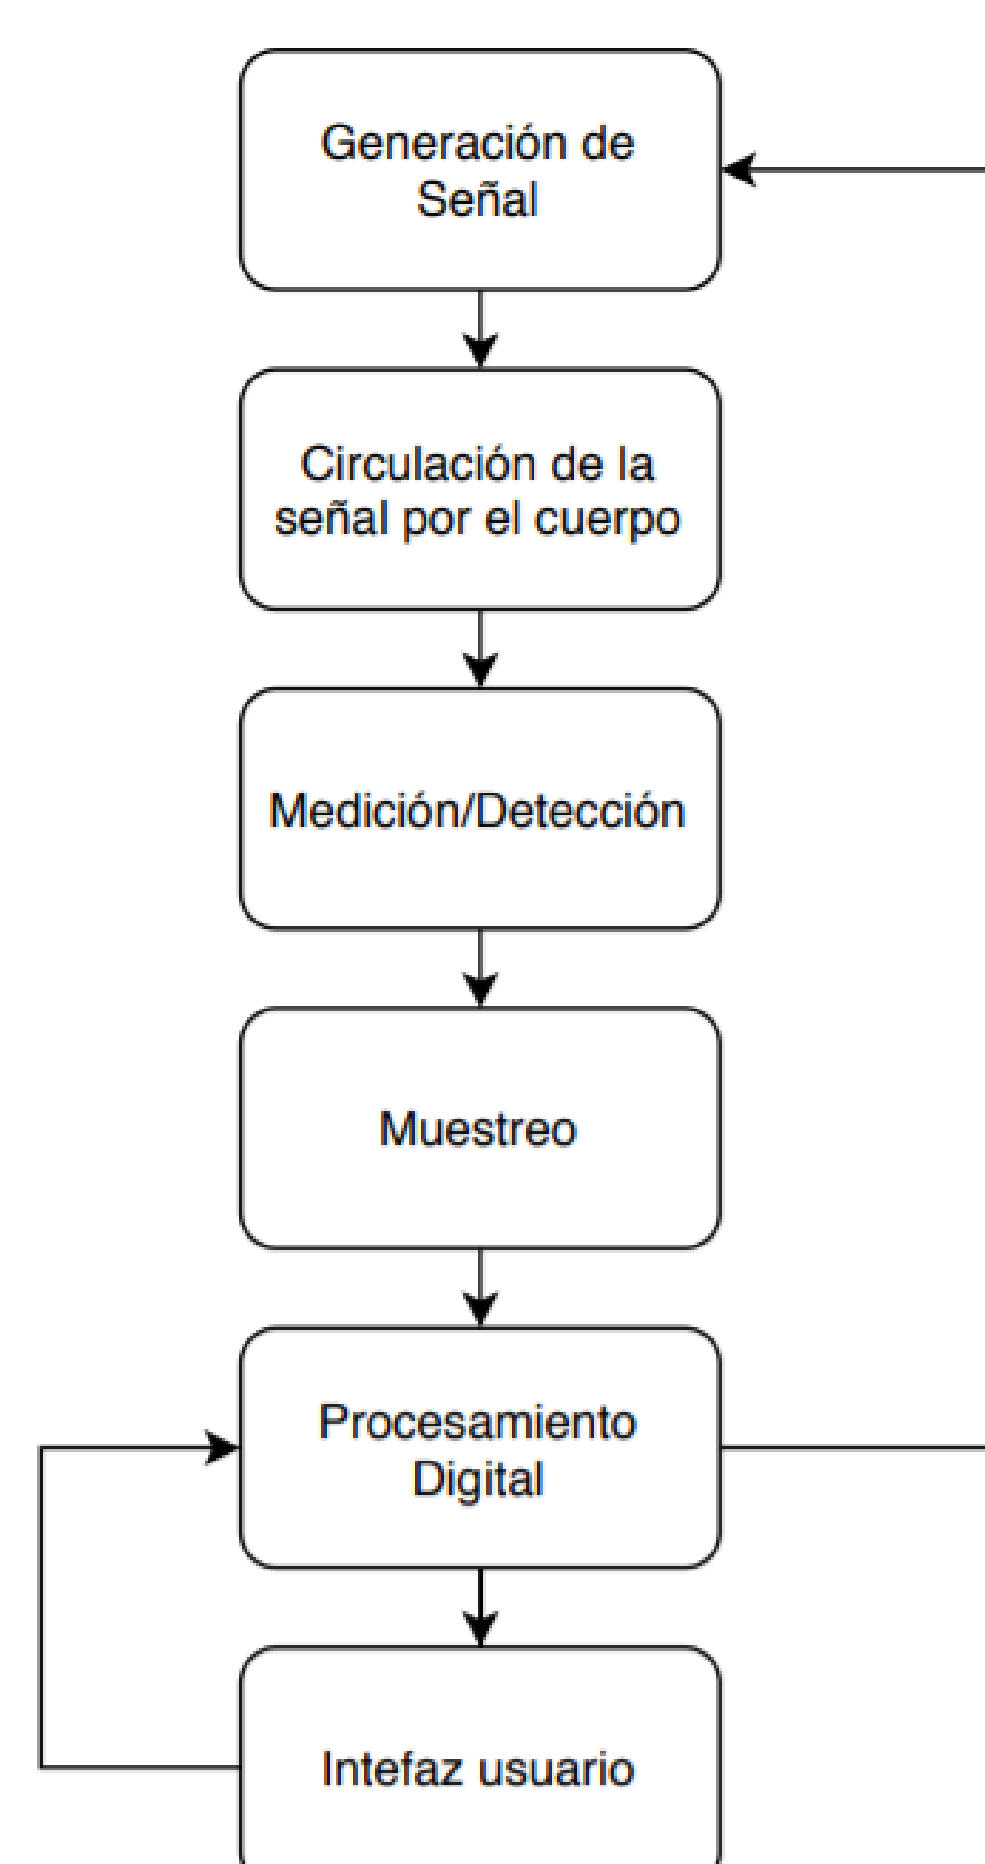 Generación de
Señal
Circulación de la
señal por el cuerpo
Medición/Detección
Muestreo
Procesamiento
Digital
Intefaz usuario